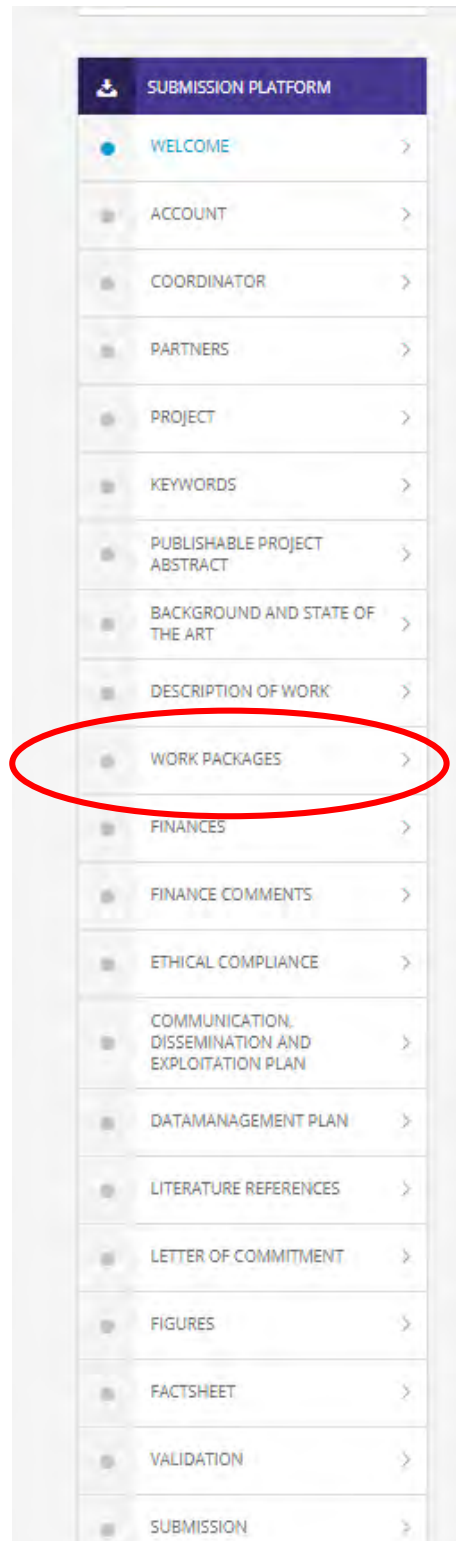 SUBMISSION PLATFORM
WELCOME
ACCOUNT
COORDINATOR
PARTNERS
PROJECT
KEYWORDS
PUBLISHABLE PROJECT
ABSTRACT
BACKGROUND AND STATE OF
THE ART
DESCRIPTION OF WORK
WORK PACKAGES
FINANCES
FINANCE COMMENTS
ETHICAL COMPLIANCE
COMMUNICATION,
DISSEMINATION AND
EXPLOITATION PLAN
DATAMANAGEMENT PLAN
LITERATURE REFERENCES
LETTER OF COMMITMENT
FIGURES
FACTSHEET
VALIDATION
SUBMISSION